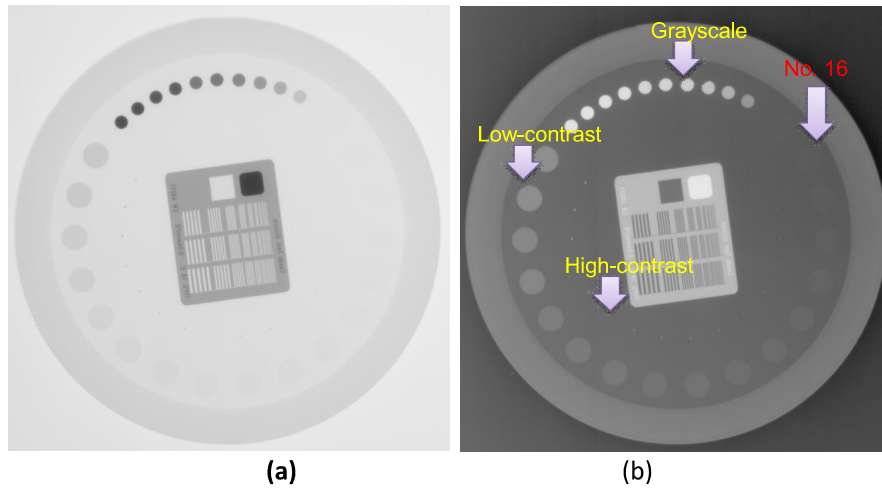 Grayscale
No. 16
Low-contrast
High-contrast
(a)
(b)